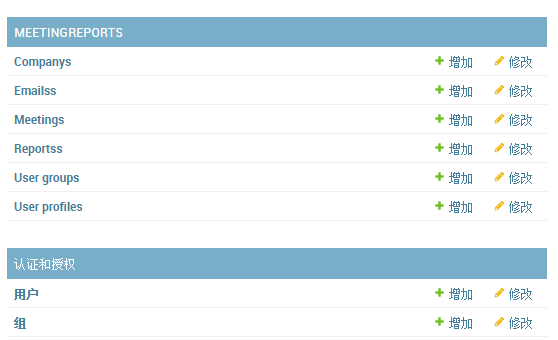 MEETINGREPORTS
Companys 增加 修改
Emailss 增加 修改
Meetings 增加 修改
Reportss 增加 修改
User groups 增加 修改
User profiles 增加 修改
认证和授权
用户 增加 修改
组 增加 修改